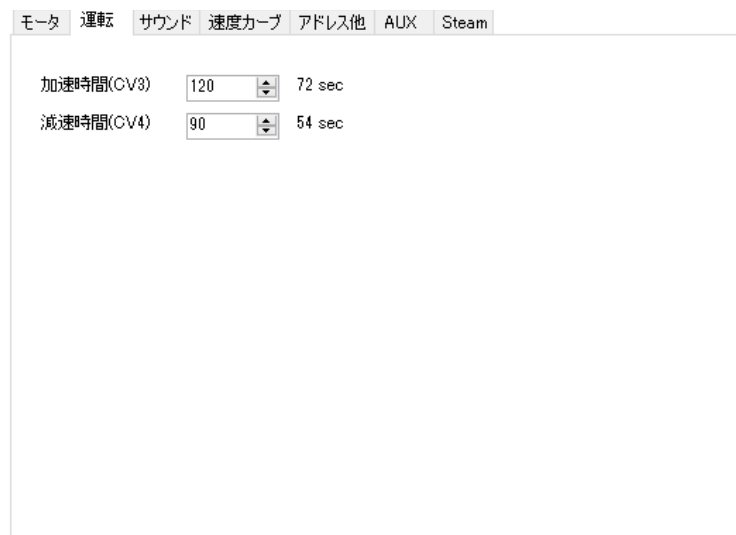 モータ 運転 サウンド 速度カーブ アドレス他 AUX Steam
加速時間(CV3) 120 72 sec
減速時間(CV4) 90 54 sec